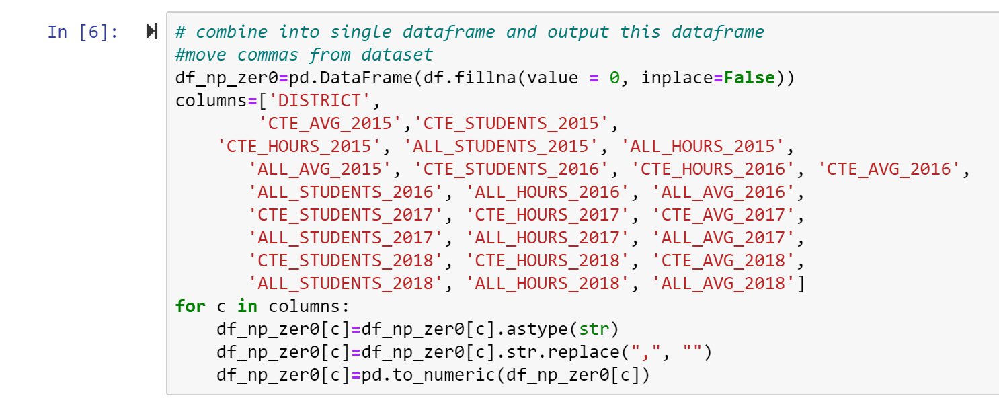 In [6]:
# combine into single dataframe and output this dataframe
#move commas from dataset
df_np_zer0=pd.DataFrame(df.fillna(value = 0, inplace=False))
columns=['DISTRICT',
        'CTE_AVG_2015','CTE_STUDENTS_2015',
    'CTE_HOURS_2015', 'ALL_STUDENTS_2015', 'ALL_HOURS_2015',
       'ALL_AVG_2015', 'CTE_STUDENTS_2016', 'CTE_HOURS_2016', 'CTE_AVG_2016',
       'ALL_STUDENTS_2016', 'ALL_HOURS_2016', 'ALL_AVG_2016',
       'CTE_STUDENTS_2017', 'CTE_HOURS_2017', 'CTE_AVG_2017',
       'ALL_STUDENTS_2017', 'ALL_HOURS_2017', 'ALL_AVG_2017',
       'CTE_STUDENTS_2018', 'CTE_HOURS_2018', 'CTE_AVG_2018',
       'ALL_STUDENTS_2018', 'ALL_HOURS_2018', 'ALL_AVG_2018']
for c in columns:
    df_np_zer0[c]=df_np_zer0[c].astype(str)
    df_np_zer0[c]=df_np_zer0[c].str.replace(",", "")
    df_np_zer0[c]=pd.to_numeric(df_np_zer0[c])